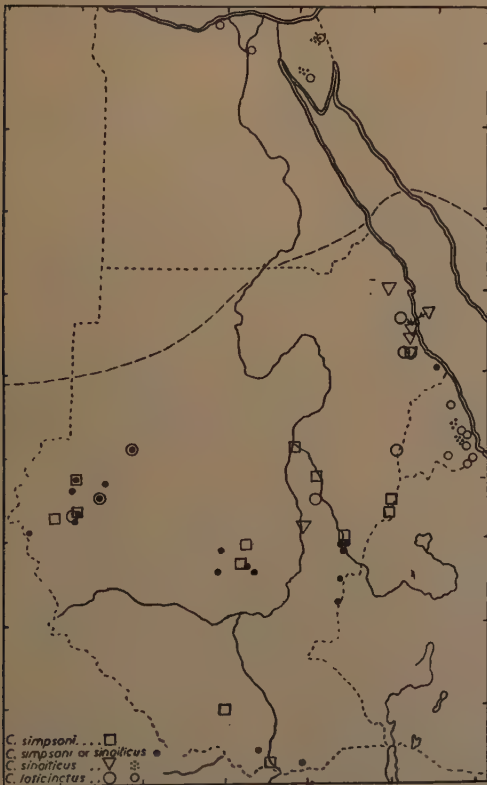 C. simpsoni....
C. simpsoni or sinaiticus
C. sinaiticus ...
C. laticinctus ...